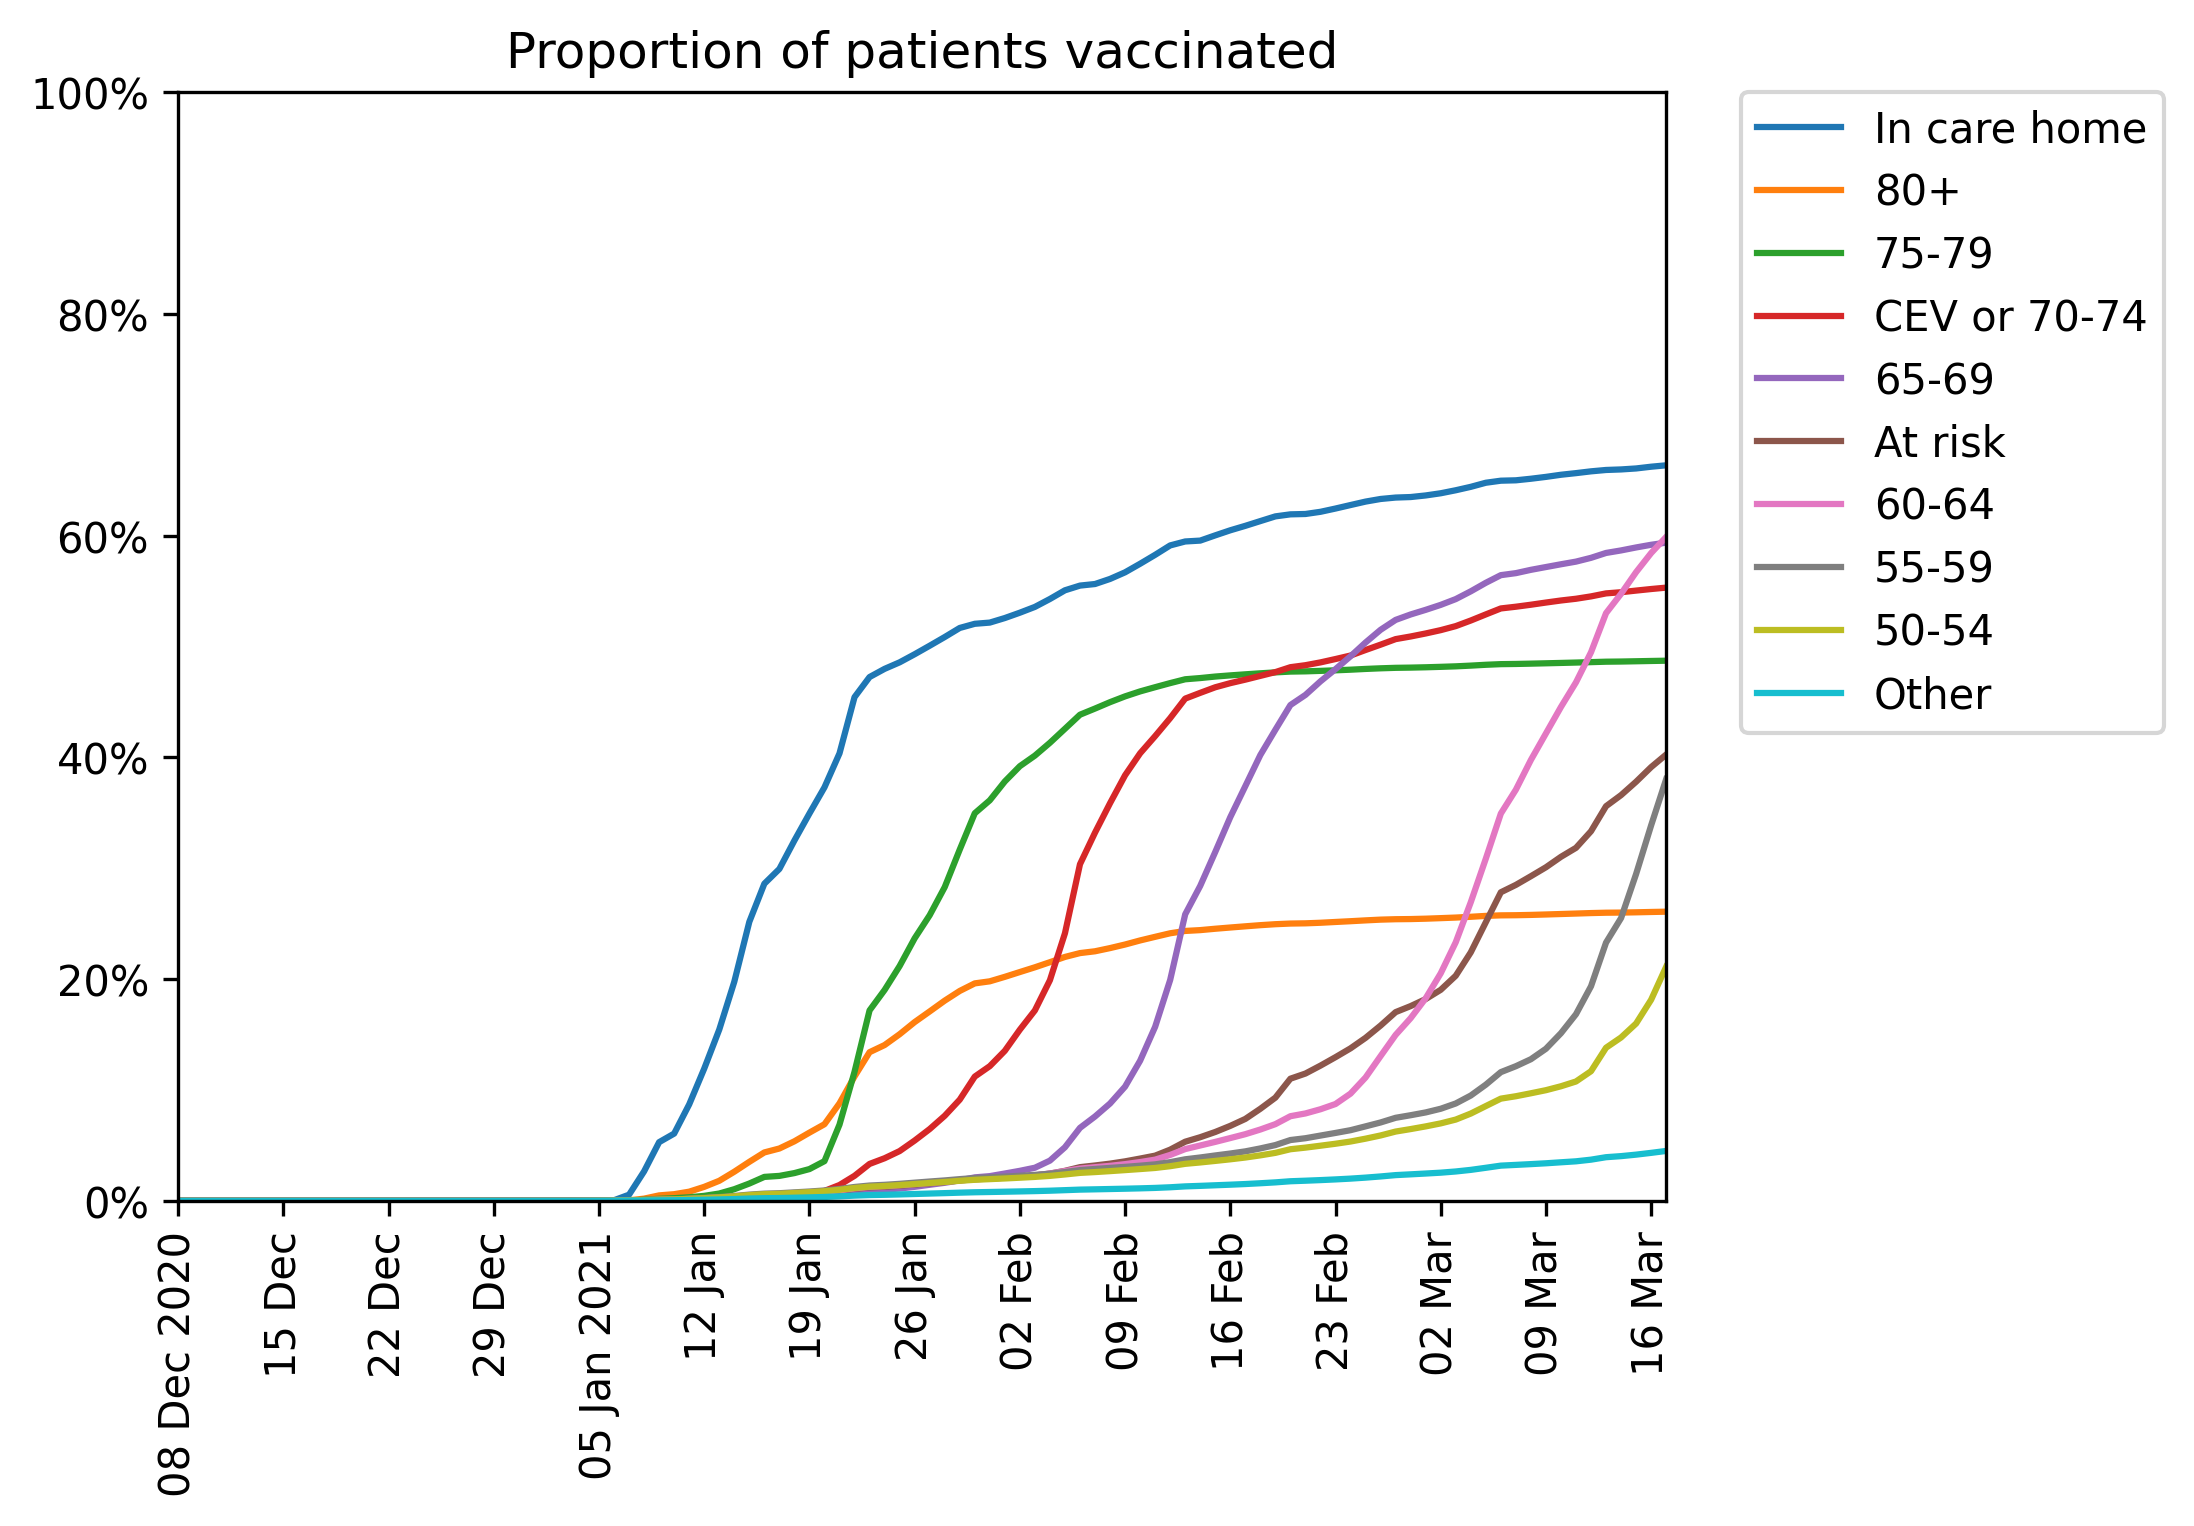 Proportion of patients vaccinated
100%
80%
60%
40%
20%
0%
08 Dec 2020
15 Dec
22 Dec
29 Dec
05 Jan 2021
12 Jan
19 Jan
26 Jan
02 Feb
09 Feb
16 Feb
23 Feb
02 Mar
09 Mar
16 Mar
In care home
80+
75-79
CEV or 70-74
65-69
At risk
60-64
55-59
50-54
Other